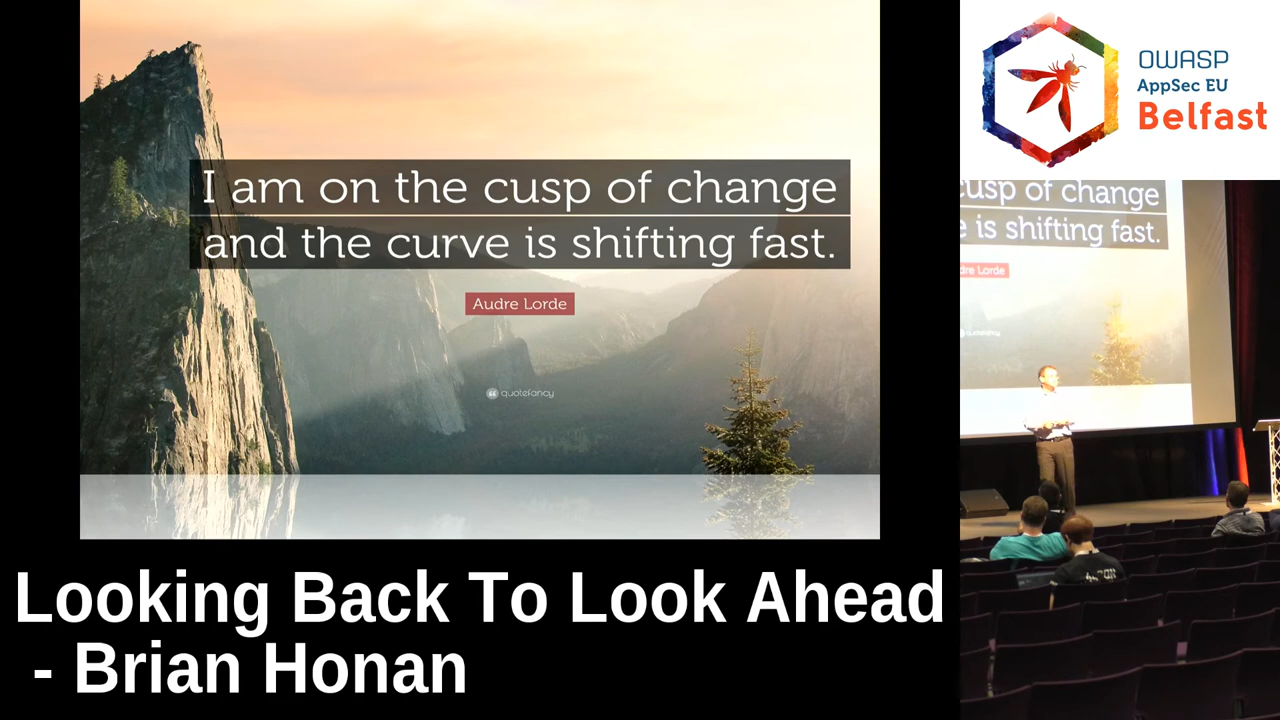 I am on the cusp of change
and the curve is shifting fast.
Audre Lorde
quotefancy
OWASP
AppSec EU
Belfast
cusp of change
e is shifting fast.
dre Lorde
quotefancy
Looking Back To Look Ahead
- Brian Honan